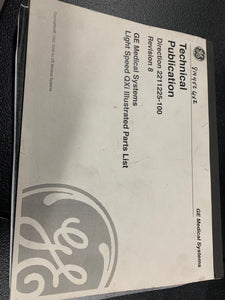 GE Medical Systems
Technical
Publication
Direction 2211225-100
Revision 8
GE Medical Systems
Light Speed QXi Illustrated Parts List